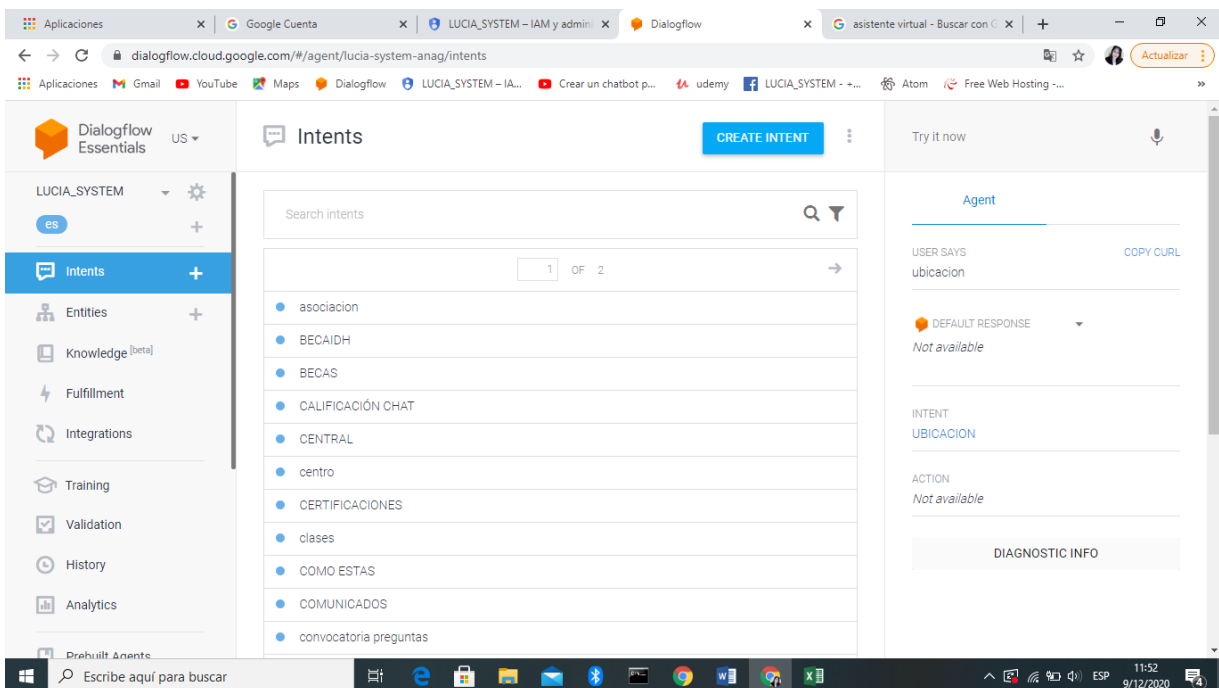 Aplicaciones
Google Cuenta
LUCIA_SYSTEM – IAM y admini
Dialogflow
asistente virtual - Buscar con G
dialogflow.cloud.google.com/#/agent/lucia-system-anag/intents
Actualizar
Aplicaciones
Gmail
YouTube
Maps
Dialogflow
LUCIA_SYSTEM – IA...
Crear un chatbot p...
udemy
LUCIA_SYSTEM - +...
Atom
Free Web Hosting -...
Dialogflow
Essentials
US
LUCIA_SYSTEM
es
Intents
Entities
Knowledge [beta]
Fulfillment
Integrations
Training
Validation
History
Analytics
Prebuilt Agents
Intents
CREATE INTENT
Search intents
1 OF 2
asociacion
BECAIDH
BECAS
CALIFICACIÓN CHAT
CENTRAL
centro
CERTIFICACIONES
clases
COMO ESTAS
COMUNICADOS
convocatoria preguntas
Try it now
Agent
USER SAYS
COPY CURL
ubicacion
DEFAULT RESPONSE
Not available
INTENT
UBICACION
ACTION
Not available
DIAGNOSTIC INFO
Escribe aquí para buscar
ESP
11:52
9/12/2020
4